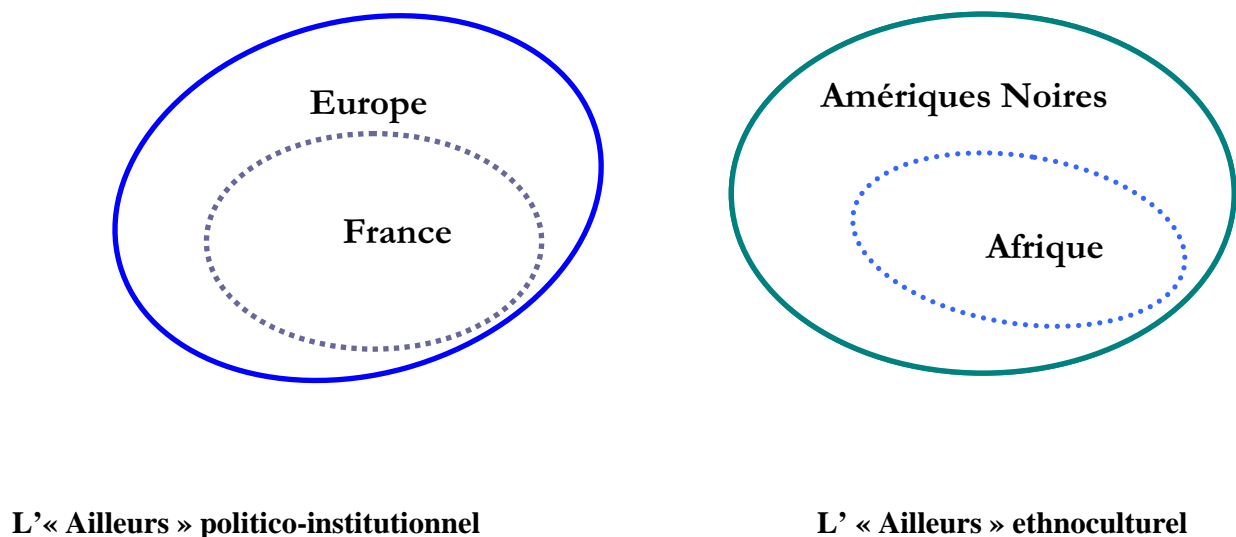 Europe
France
Amériques Noires
Afrique
L'« Ailleurs » politico-institutionnel
L' « Ailleurs » ethnoculturel